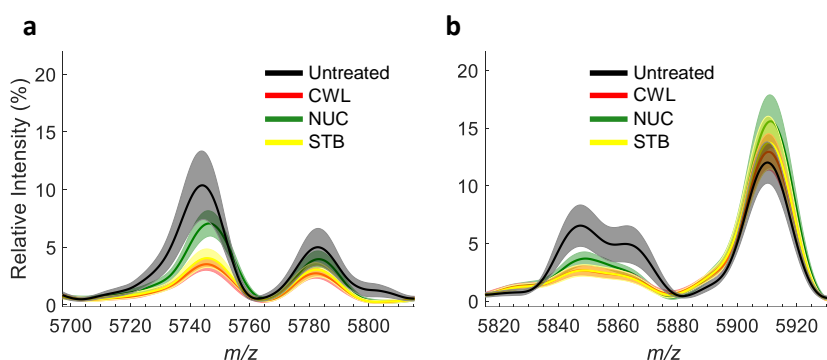 a
Relative Intensity (%)
20
15
10
5
0
Untreated
CWL
NUC
STB
5700
5720
5740
5760
5780
5800
m/z
b
20
15
10
5
0
Untreated
CWL
NUC
STB
5820
5840
5860
5880
5900
5920
m/z